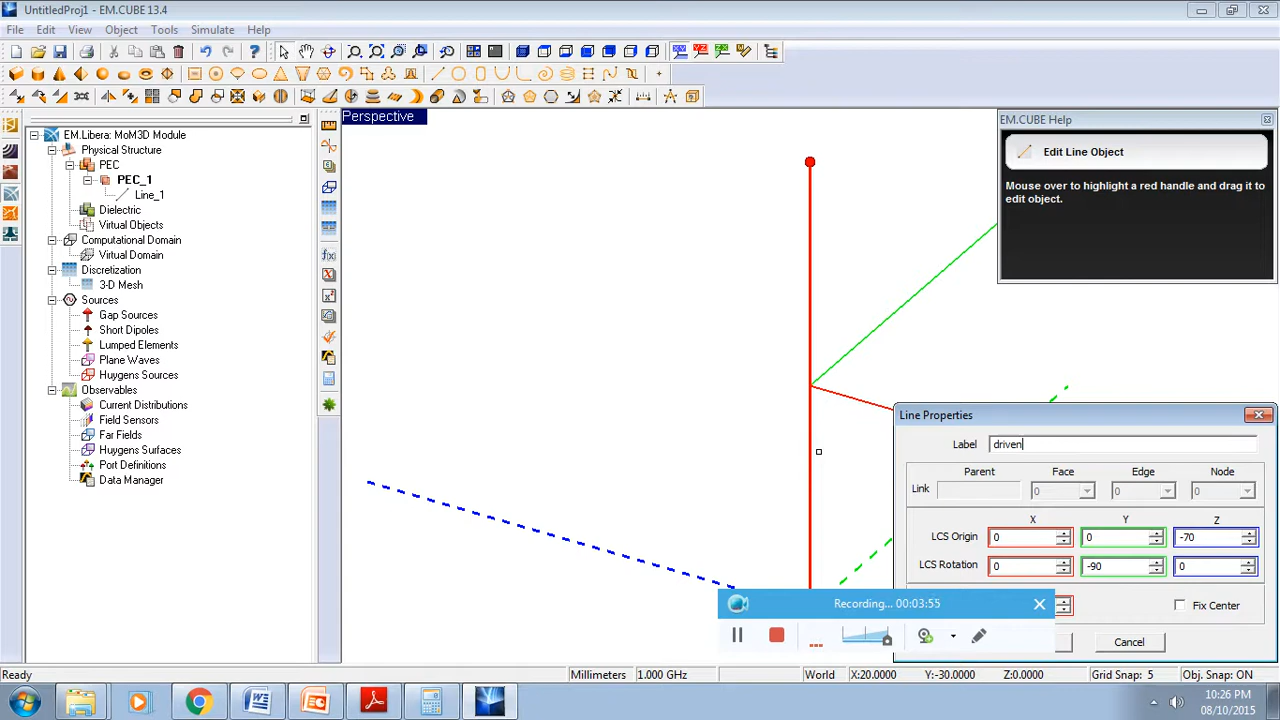 UntitledProj1 - EM.CUBE 13.4
File Edit View Object Tools Simulate Help
Perspective
EM.Libera: MoM3D Module
Physical Structure
PEC
PEC_1
Line_1
Dielectric
Virtual Objects
Computational Domain
Virtual Domain
Discretization
3-D Mesh
Sources
Gap Sources
Short Dipoles
Lumped Elements
Plane Waves
Huygens Sources
Observables
Current Distributions
Field Sensors
Far Fields
Huygens Surfaces
Port Definitions
Data Manager
EM.CUBE Help
Edit Line Object
Mouse over to highlight a red handle and drag it to
edit object.
Line Properties
Label driven
Parent Face Edge Node
Link 0 0 0
X Y Z
LCS Origin 0 0 -70
LCS Rotation 0 -90 0
Fix Center
Cancel
Recording... 00:03:55
Ready Millimeters 1.000 GHz World X:20.0000 Y:-30.0000 Z:0.0000 Grid Snap: 5 Obj. Snap: ON
10:26 PM
08/10/2015